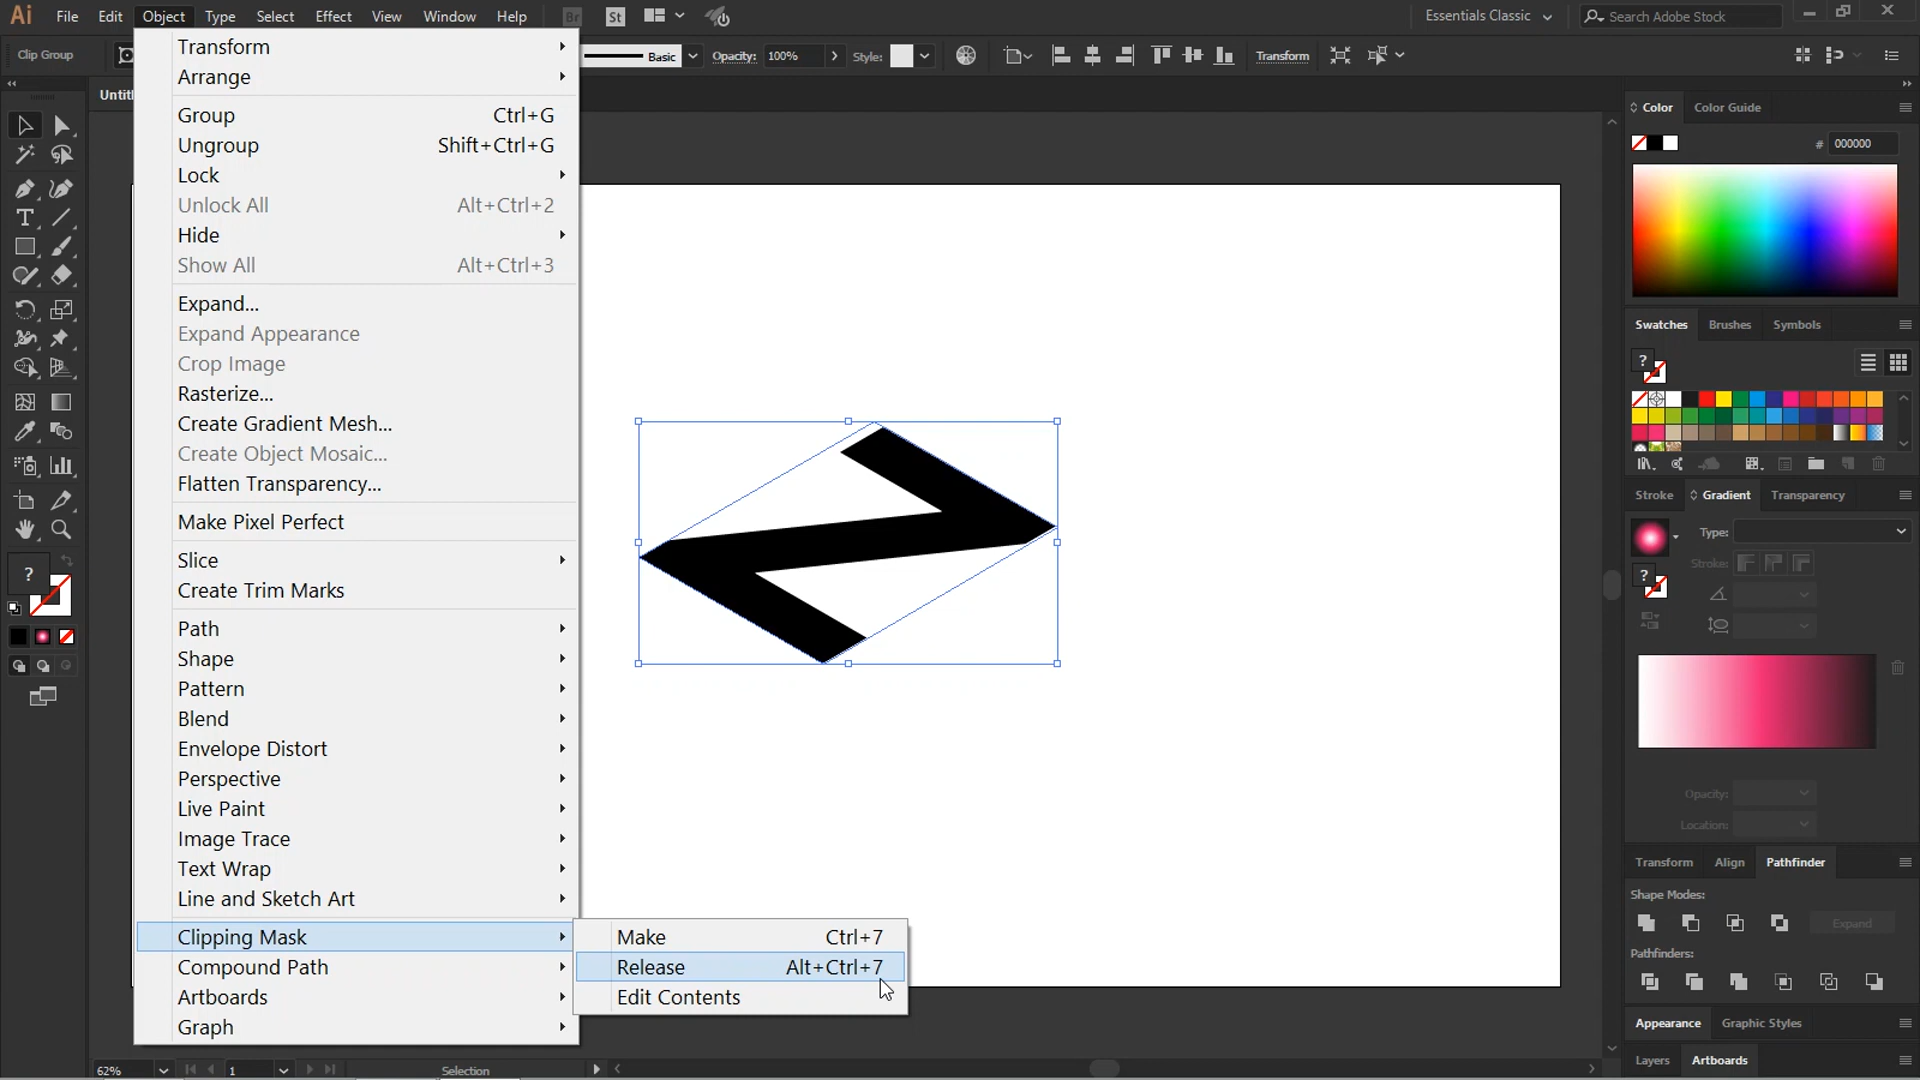 Ai File Edit Object Type Select Effect View Window Help Br St Essentials Classic Search Adobe Stock
Clip Group Basic Opacity: 100% Style: Transform
Untitl
Transform
Arrange
Group Ctrl+G
Ungroup Shift+Ctrl+G
Lock
Unlock All Alt+Ctrl+2
Hide
Show All Alt+Ctrl+3
Expand...
Expand Appearance
Crop Image
Rasterize...
Create Gradient Mesh...
Create Object Mosaic...
Flatten Transparency...
Make Pixel Perfect
Slice
Create Trim Marks
Path
Shape
Pattern
Blend
Envelope Distort
Perspective
Live Paint
Image Trace
Text Wrap
Line and Sketch Art
Clipping Mask
Compound Path
Artboards
Graph
Make Ctrl+7
Release Alt+Ctrl+7
Edit Contents
?
62% 1 Selection
Color Color Guide
# 000000
Swatches Brushes Symbols
?
Stroke Gradient Transparency
Type:
Stroke:
?
Opacity:
Location:
Transform Align Pathfinder
Shape Modes:
Expand
Pathfinders:
Appearance Graphic Styles
Layers Artboards